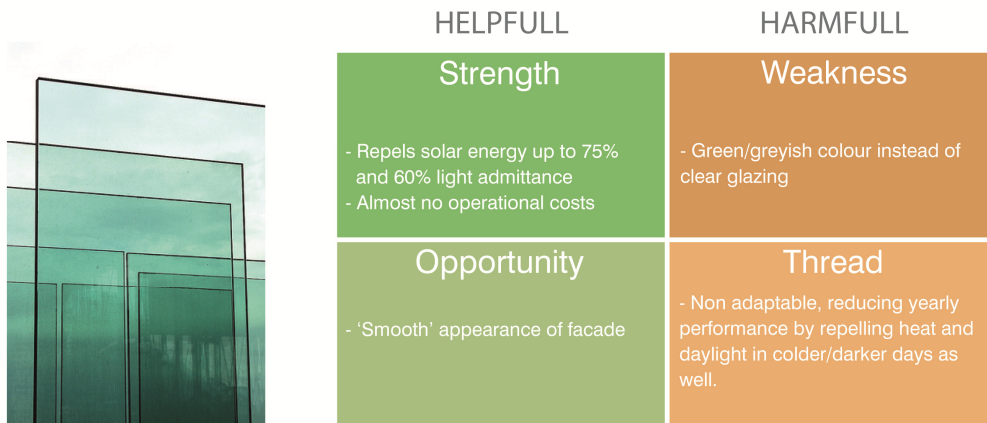 HELPFULL
HARMFULL
Strength
- Repels solar energy up to 75%
and 60% light admittance
- Almost no operational costs
Weakness
- Green/greyish colour instead of
clear glazing
Opportunity
- ‘Smooth’ appearance of facade
Thread
- Non adaptable, reducing yearly
performance by repelling heat and
daylight in colder/darker days as
well.